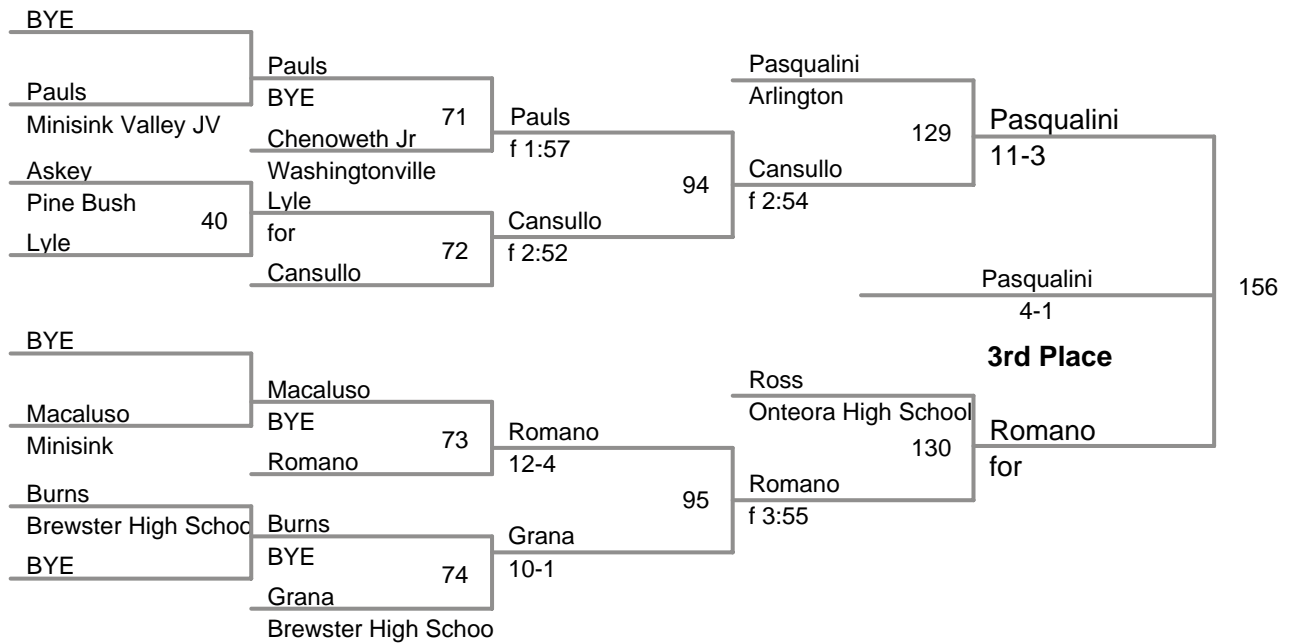 BYE
Pauls
Minisink Valley JV
Askey
Pine Bush
40
Lyle
Pauls
BYE
71
Chenoweth Jr
Washingtonville
Lyle
for
72
Cansullo
Pauls
f 1:57
94
Cansullo
f 2:52
Pasqualini
Arlington
129
Cansullo
f 2:54
Pasqualini
11-3
Pasqualini
4-1
156
3rd Place
BYE
Macaluso
Minisink
Burns
Brewster High Schoo
BYE
Macaluso
BYE
73
Romano
Burns
BYE
74
Grana
Brewster High Schoo
Romano
12-4
95
Grana
10-1
Ross
Onteora High School
130
Romano
f 3:55
Romano
for